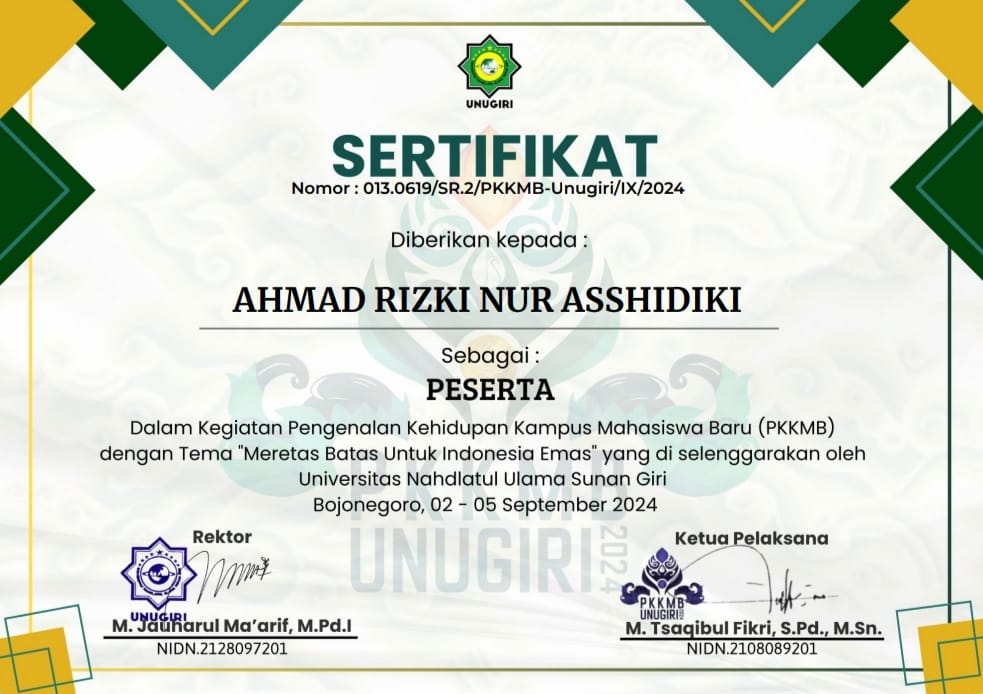 UNUGIRI
SERTIFIKAT
Nomor : 013.0619/SR.2/PKKMB-Unugiri/IX/2024
Diberikan kepada :
AHMAD RIZKI NUR ASSHIDIKI
Sebagai :
PESERTA
Dalam Kegiatan Pengenalan Kehidupan Kampus Mahasiswa Baru (PKKMB)
dengan Tema "Meretas Batas Untuk Indonesia Emas" yang di selenggarakan oleh
Universitas Nahdlatul Ulama Sunan Giri
Bojonegoro, 02 - 05 September 2024
PKKMB
UNUGIRI
2024
Rektor
UNUGIRI
M. Jauharul Ma'arif, M.Pd.I
NIDN.2128097201
Ketua Pelaksana
PKKMB
UNUGIRI
M. Tsaqibul Fikri, S.Pd., M.Sn.
NIDN.2108089201